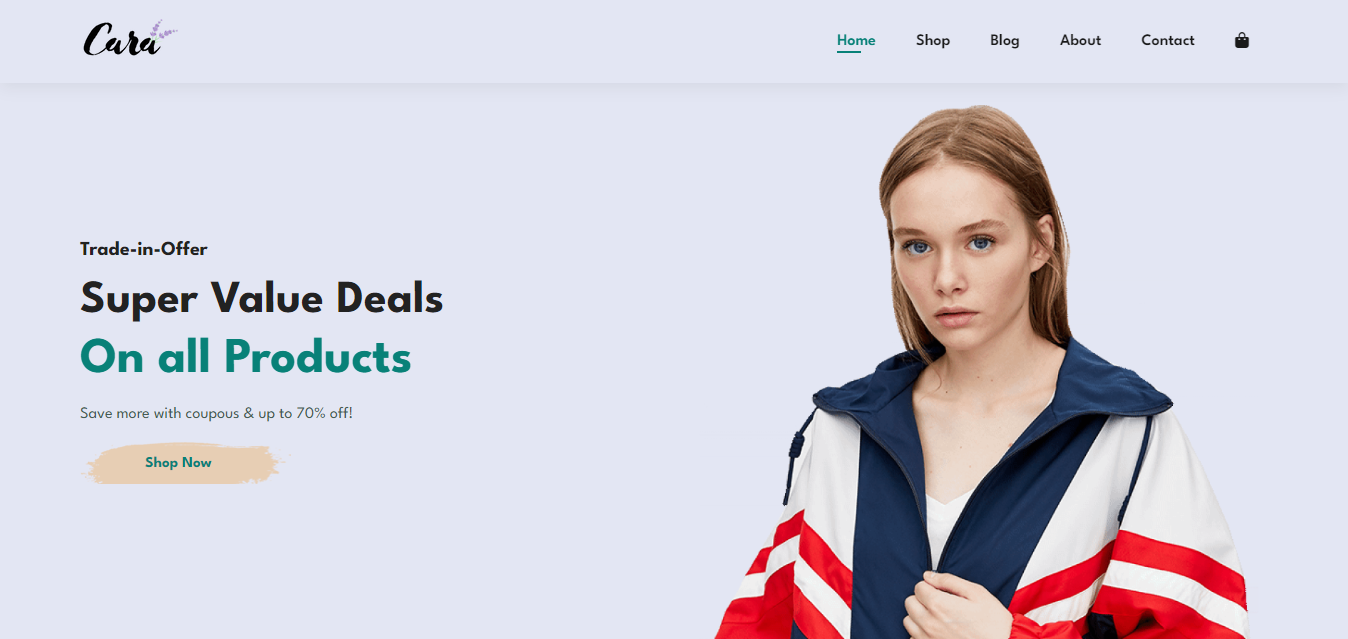 Cara
Home Shop Blog About Contact
Trade-in-Offer
Super Value Deals
On all Products
Save more with coupous & up to 70% off!
Shop Now